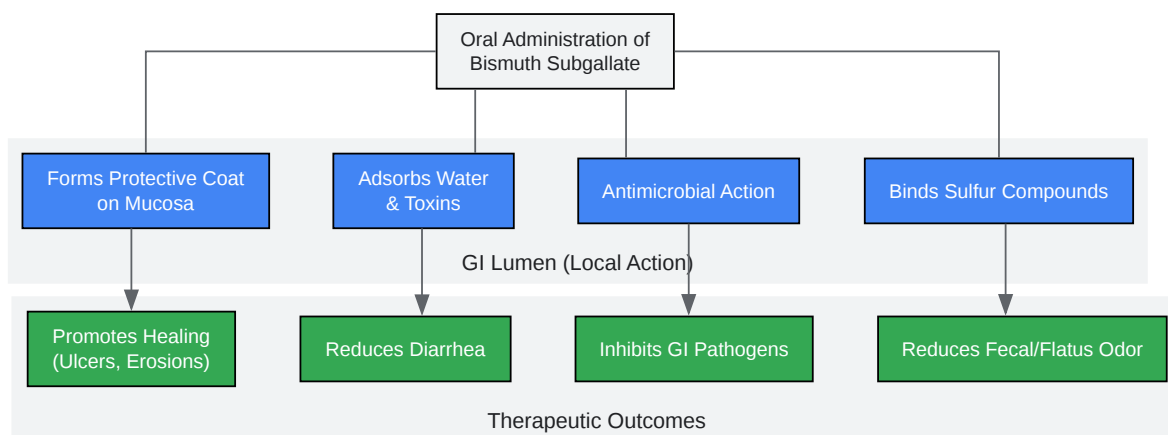 Oral Administration of
Bismuth Subgallate
Forms Protective Coat
on Mucosa
Adsorbs Water
& Toxins
Antimicrobial Action
Binds Sulfur Compounds
GI Lumen (Local Action)
Promotes Healing
(Ulcers, Erosions)
Reduces Diarrhea
Inhibits GI Pathogens
Reduces Fecal/Flatus Odor
Therapeutic Outcomes